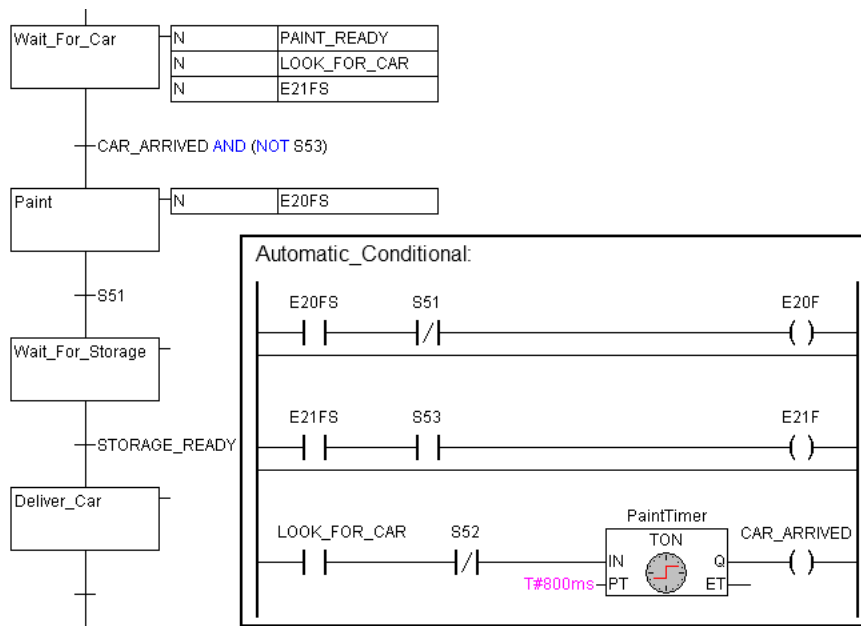 Wait_For_Car
N PAINT_READY
N LOOK_FOR_CAR
N E21FS
CAR_ARRIVED AND (NOT S53)
Paint
N E20FS
S51
Wait_For_Storage
STORAGE_READY
Deliver_Car
Automatic_Conditional:
E20FS S51 E20F
E21FS S53 E21F
PaintTimer
LOOK_FOR_CAR S52 TON CAR_ARRIVED
IN Q
T#800ms PT ET